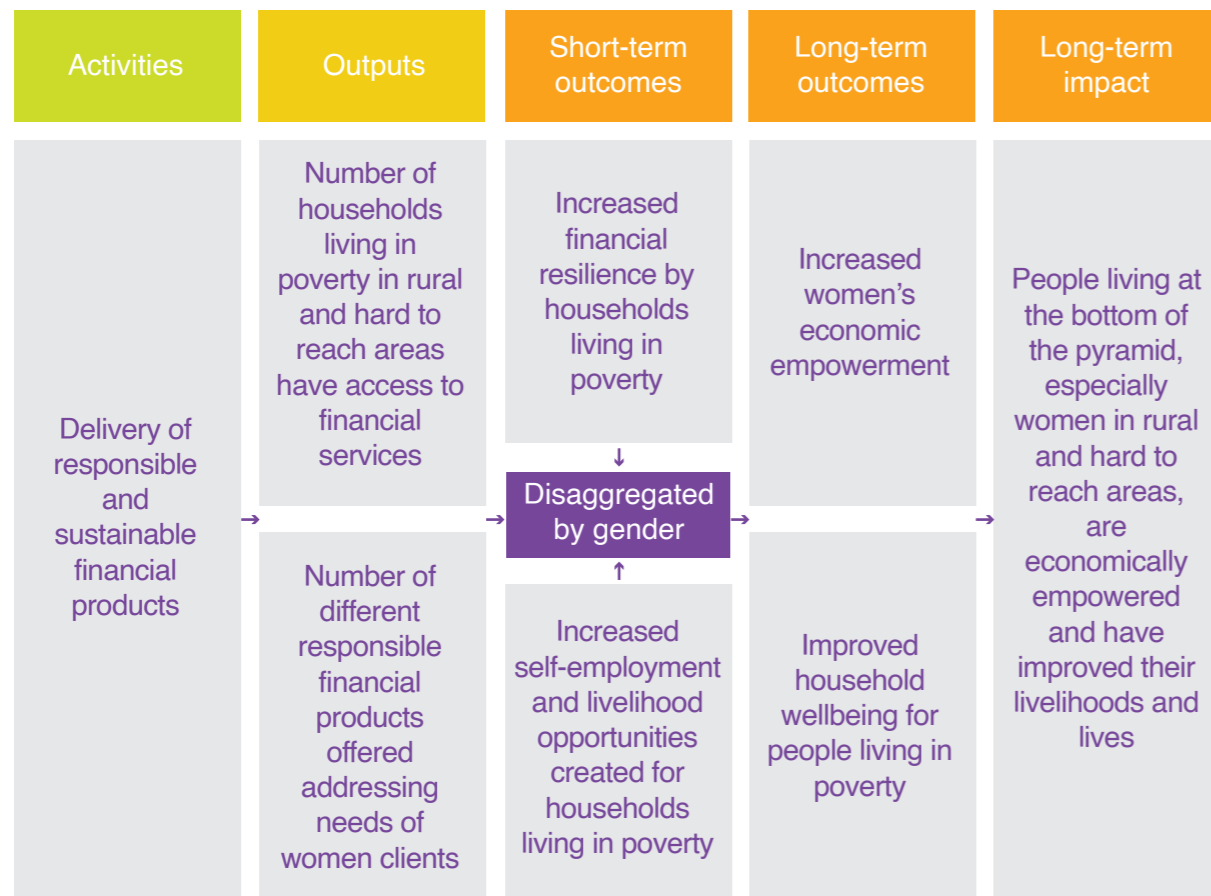 Activities
Outputs
Short-term
outcomes
Long-term
outcomes
Long-term
impact
Delivery of
responsible
and
sustainable
financial
products
→
Number of
households
living in
poverty in rural
and hard to
reach areas
have access to
financial
services
Number of
different
responsible
financial
products
offered
addressing
needs of
women clients
→
Increased
financial
resilience by
households
living in
poverty
↓
Disaggregated
by gender
↑
Increased
self-employment
and livelihood
opportunities
created for
households
living in poverty
→
Increased
women’s
economic
empowerment
Improved
household
wellbeing for
people living in
poverty
→
People living at
the bottom of
the pyramid,
especially
women in rural
and hard to
reach areas,
are
economically
empowered
and have
improved their
livelihoods and
lives